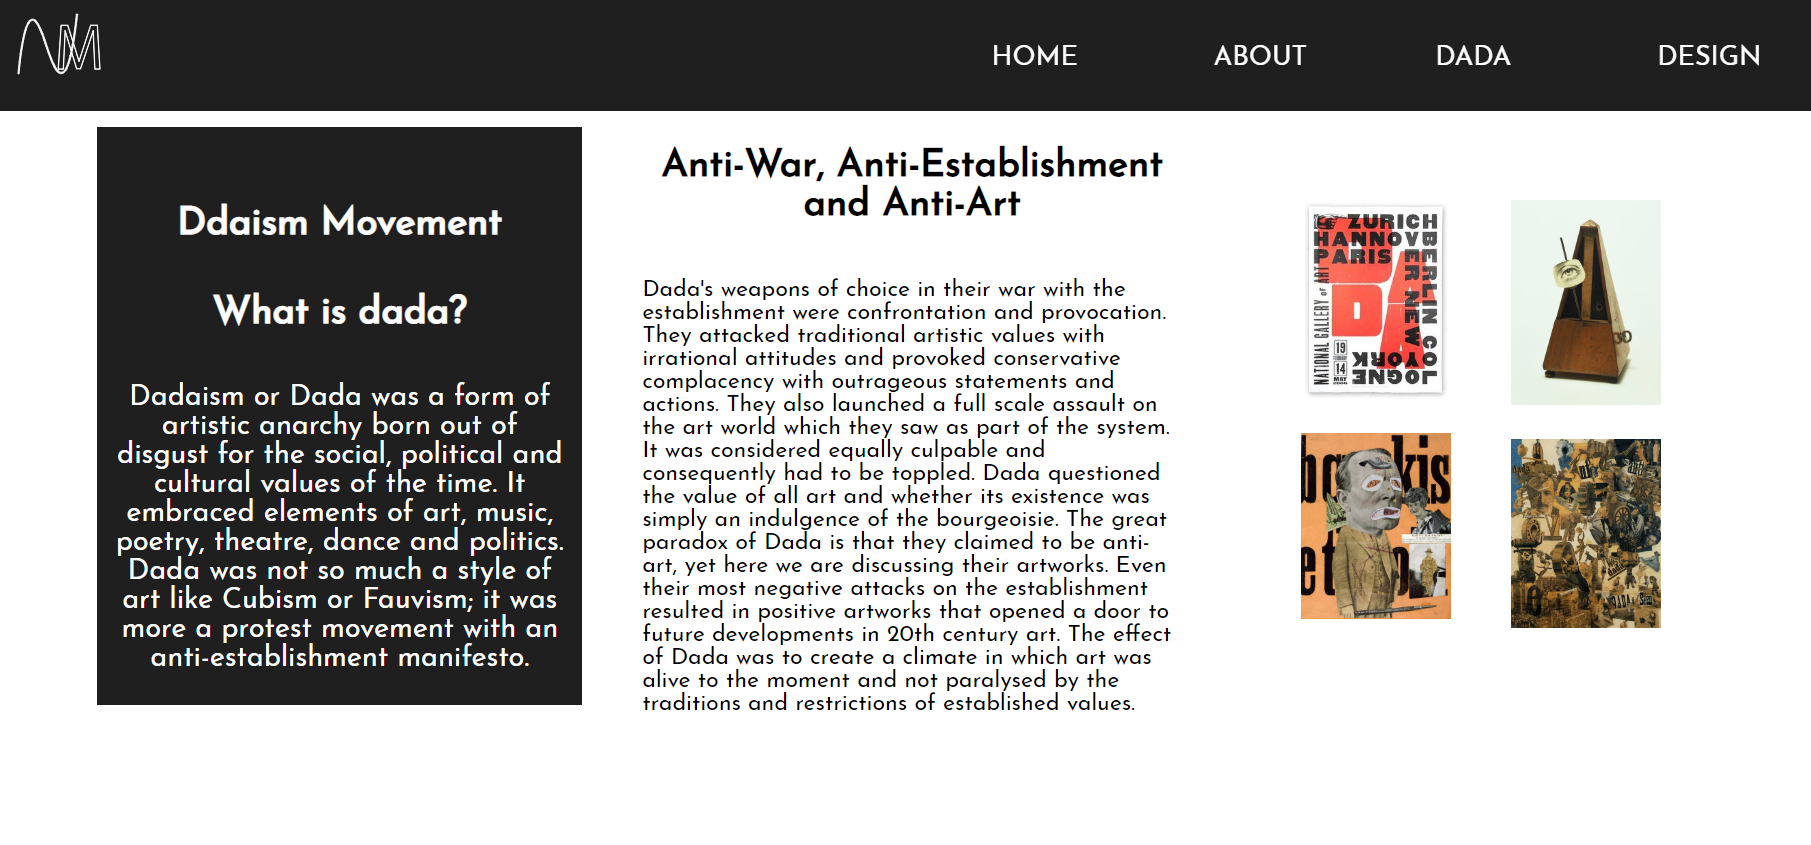 NM
HOME
ABOUT
DADA
DESIGN
Ddaism Movement
What is dada?
Dadaism or Dada was a form of
artistic anarchy born out of
disgust for the social, political and
cultural values of the time. It
embraced elements of art, music,
poetry, theatre, dance and politics.
Dada was not so much a style of
art like Cubism or Fauvism; it was
more a protest movement with an
anti-establishment manifesto.
Anti-War, Anti-Establishment
and Anti-Art
Dada's weapons of choice in their war with the
establishment were confrontation and provocation.
They attacked traditional artistic values with
irrational attitudes and provoked conservative
complacency with outrageous statements and
actions. They also launched a full scale assault on
the art world which they saw as part of the system.
It was considered equally culpable and
consequently had to be toppled. Dada questioned
the value of all art and whether its existence was
simply an indulgence of the bourgeoisie. The great
paradox of Dada is that they claimed to be anti-
art, yet here we are discussing their artworks. Even
their most negative attacks on the establishment
resulted in positive artworks that opened a door to
future developments in 20th century art. The effect
of Dada was to create a climate in which art was
alive to the moment and not paralysed by the
traditions and restrictions of established values.
ZURICH
HANNOVER
PARIS
BERLIN
COLOGNE
NEW YORK
DADA
NATIONAL GALLERY OF ART
19
14
MAY